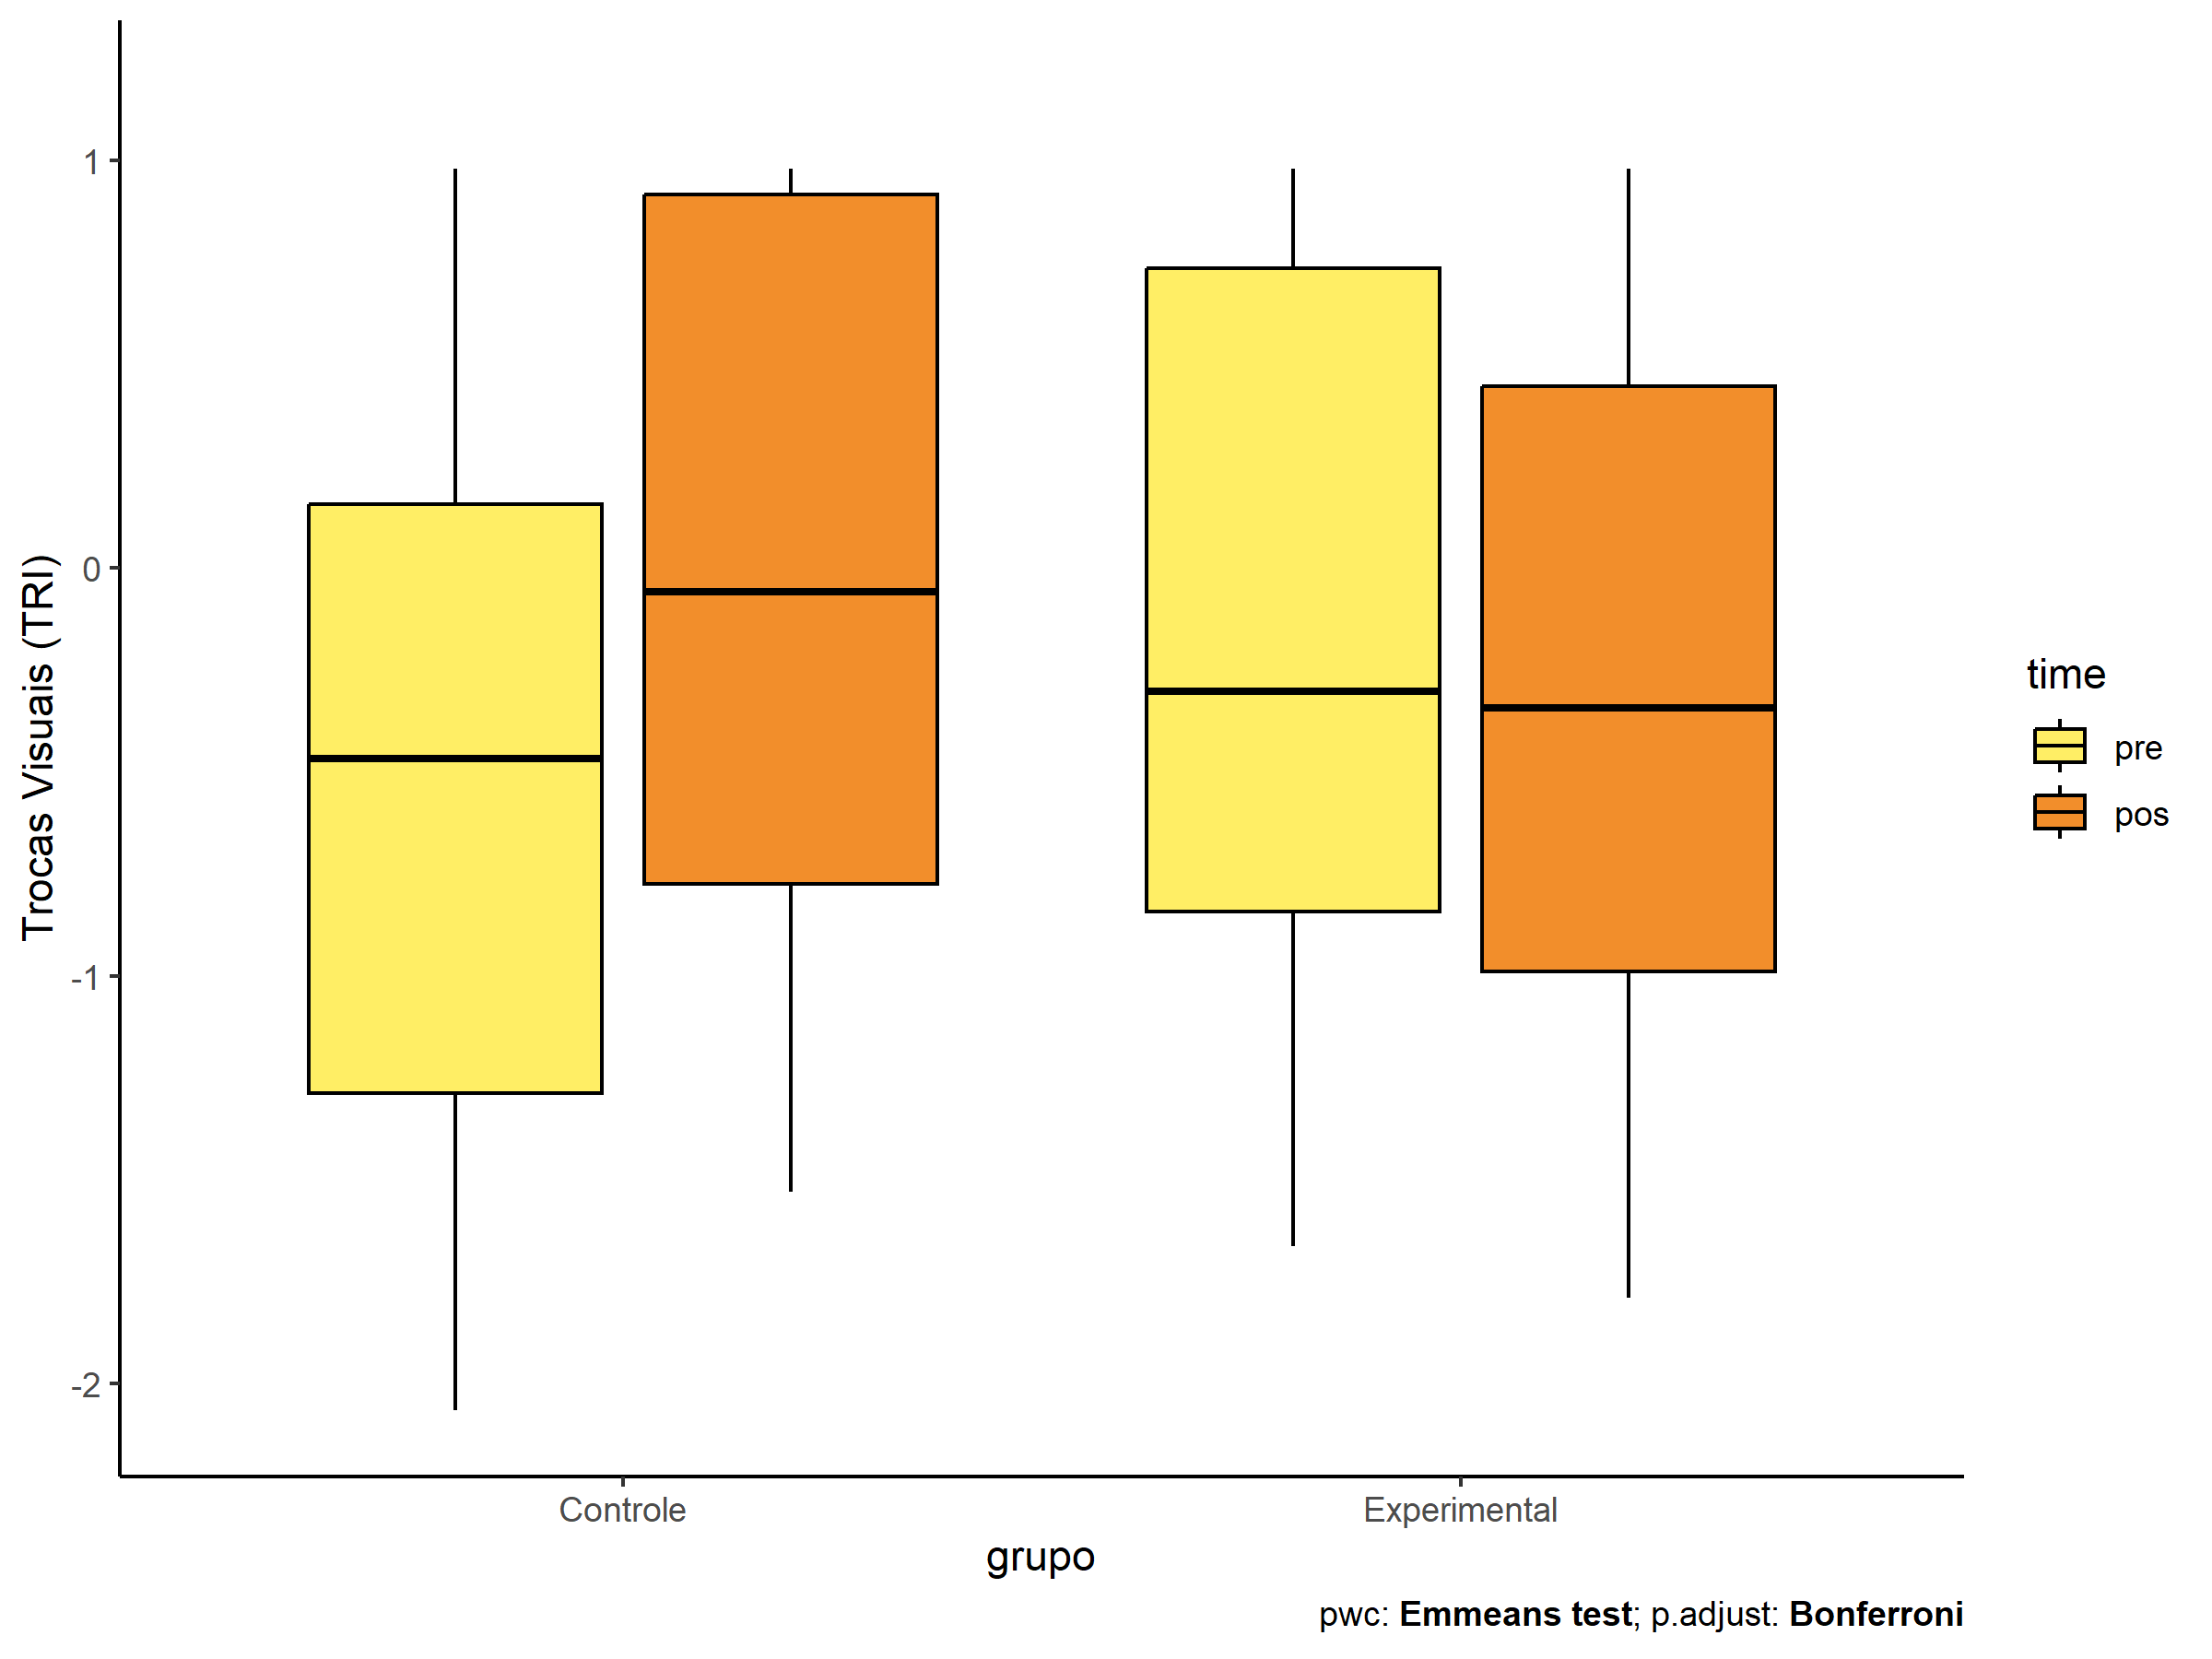 Trocas Visuais (TRI)
1
0
-1
-2
Controle
Experimental
grupo
time
pre
pos
pwc: Emmeans test; p.adjust: Bonferroni